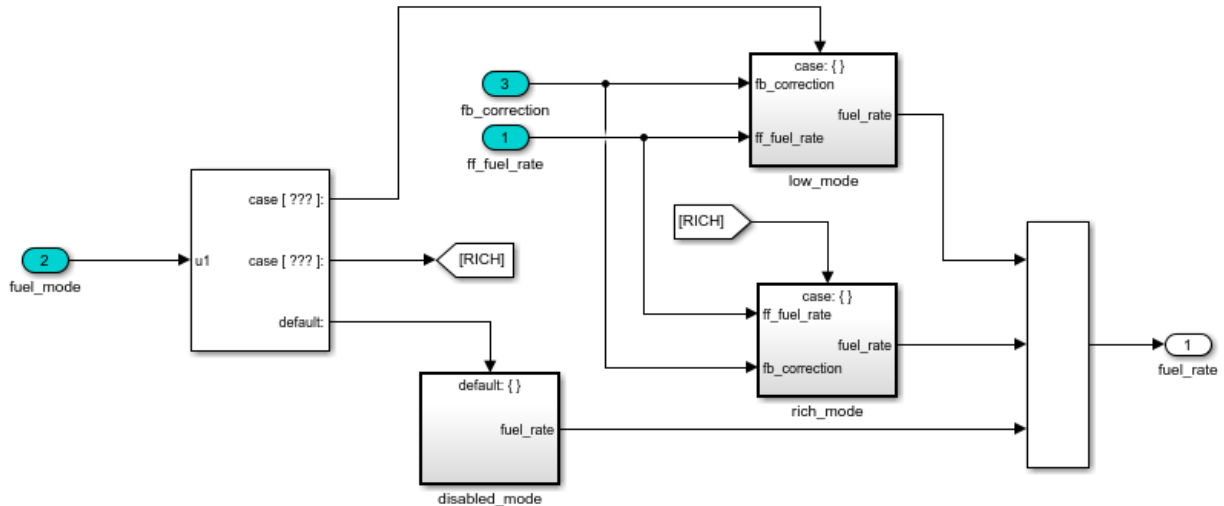 case: { }
3
fb_correction
fb_correction
fuel_rate
1
ff_fuel_rate
ff_fuel_rate
low_mode
case [ ??? ]:
[RICH]
2
fuel_mode
u1
case [ ??? ]:
[RICH]
case: { }
ff_fuel_rate
default:
fuel_rate
1
fuel_rate
fb_correction
default: { }
rich_mode
fuel_rate
disabled_mode